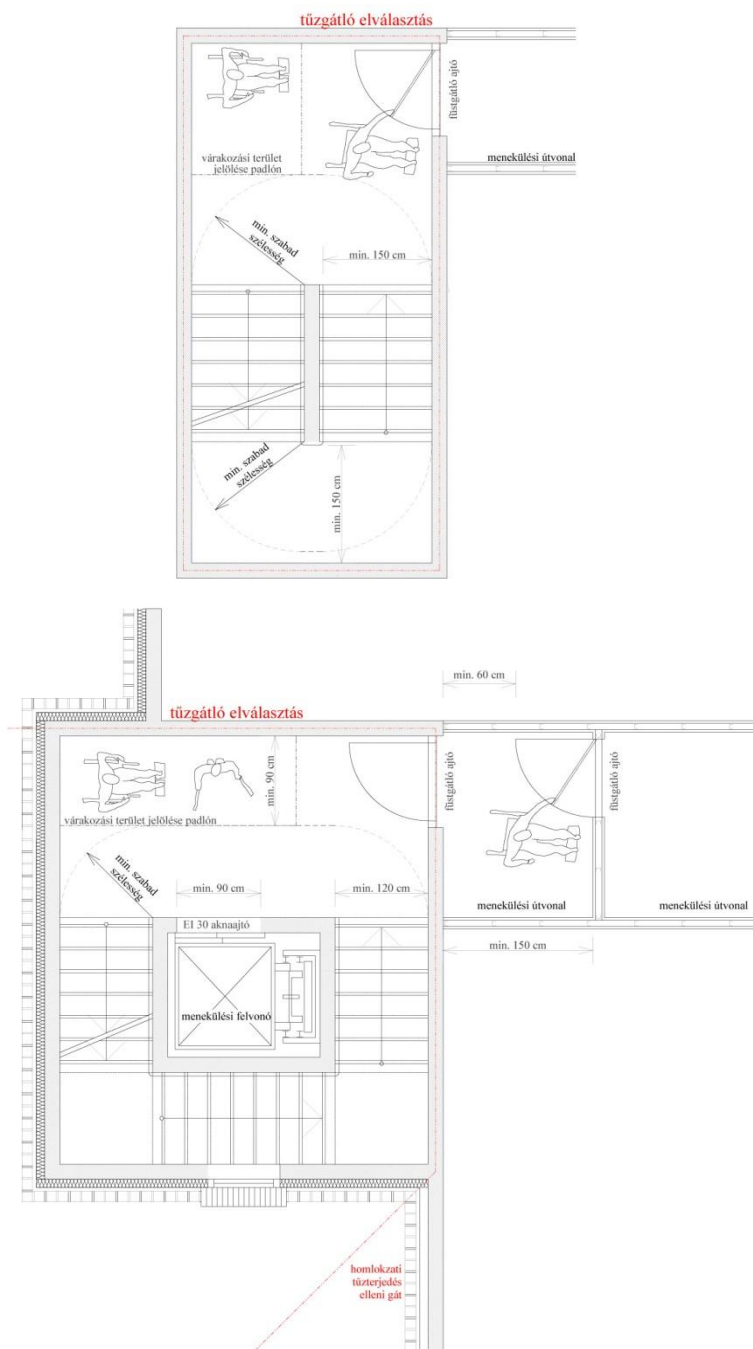 tűzgátló elválasztás
füstgátló ajtó
várakozási terület
jelölése padlón
menekülési útvonal
min. szabad
szélesség
min. 150 cm
min. szabad
szélesség
min. 150 cm
min. 60 cm
tűzgátló elválasztás
min. 90 cm
füstgátló ajtó
füstgátló ajtó
várakozási terület jelölése padlón
min. szabad
szélesség
min. 90 cm
min. 120 cm
menekülési útvonal
menekülési útvonal
EI 30 aknaajtó
min. 150 cm
menekülési felvonó
homlokzati
tűzterjedés
elleni gát